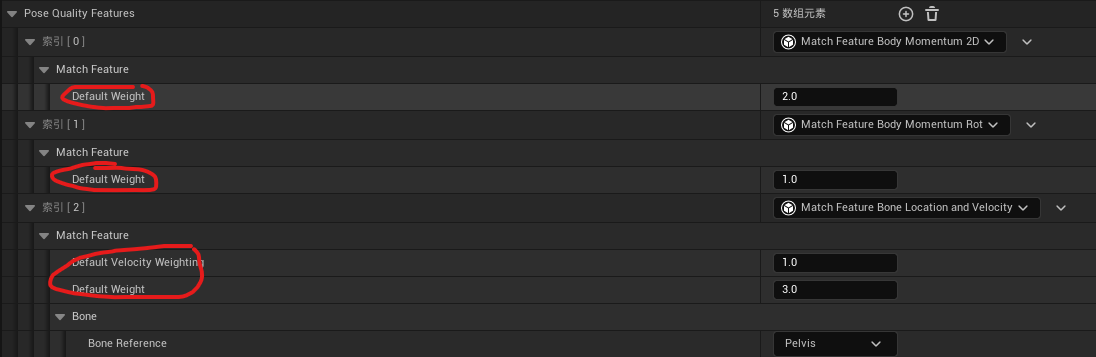 Pose Quality Features 5 数组元素
索引 [ 0 ] Match Feature Body Momentum 2D
Match Feature
Default Weight 2.0
索引 [ 1 ] Match Feature Body Momentum Rot
Match Feature
Default Weight 1.0
索引 [ 2 ] Match Feature Bone Location and Velocity
Match Feature
Default Velocity Weighting 1.0
Default Weight 3.0
Bone
Bone Reference Pelvis